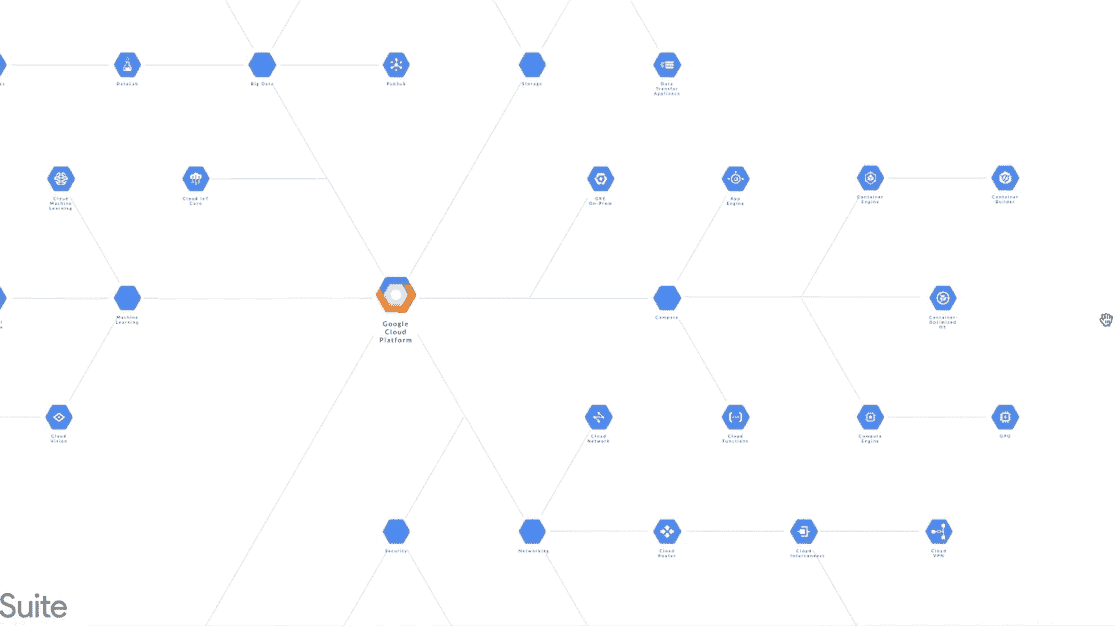 Datalab
Big Data
PubSub
Storage
Data
Transfer
Appliance
Cloud
Machine
Learning
Cloud IoT
Core
GKE
On-Prem
App
Engine
Container
Engine
Container
Builder
Google
Cloud
Platform
Machine
Learning
Compute
Container-
Optimized
OS
Cloud
Vision
Cloud
Network
Cloud
Functions
Compute
Engine
GPU
Security
Networking
Cloud
Router
Cloud
Interconnect
Cloud
VPN
Suite